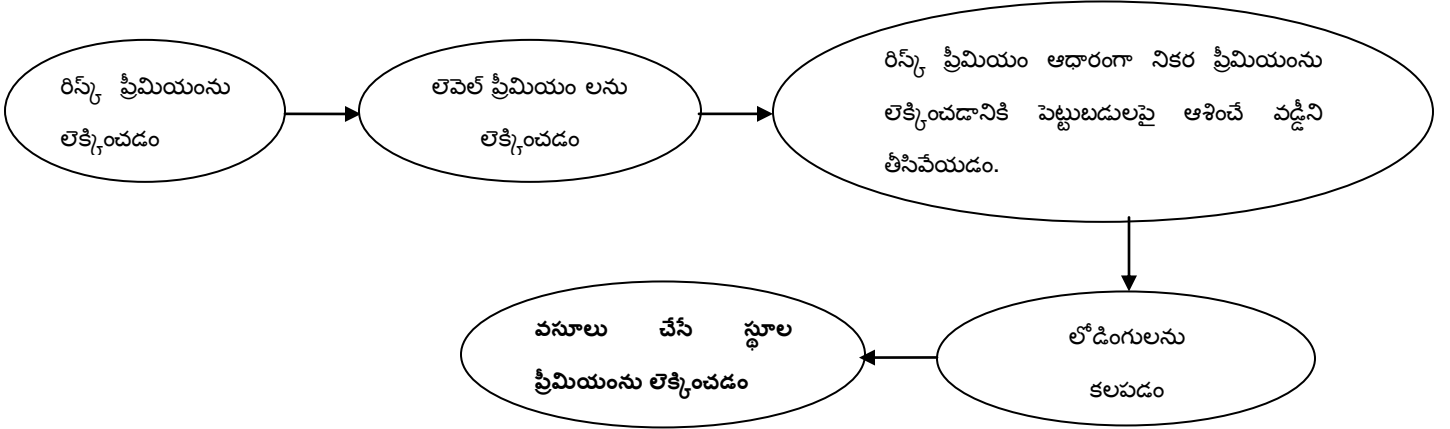 రిస్క్ ప్రీమియంను
లెక్కించడం
లెవెల్ ప్రీమియం లను
లెక్కించడం
రిస్క్ ప్రీమియం ఆధారంగా నికర ప్రీమియంను
లెక్కించడానికి పెట్టుబడులపై ఆశించే వడ్డీని
తీసివేయడం.
లోడింగులను
కలపడం
వసూలు చేసే స్థూల
ప్రీమియంను లెక్కించడం